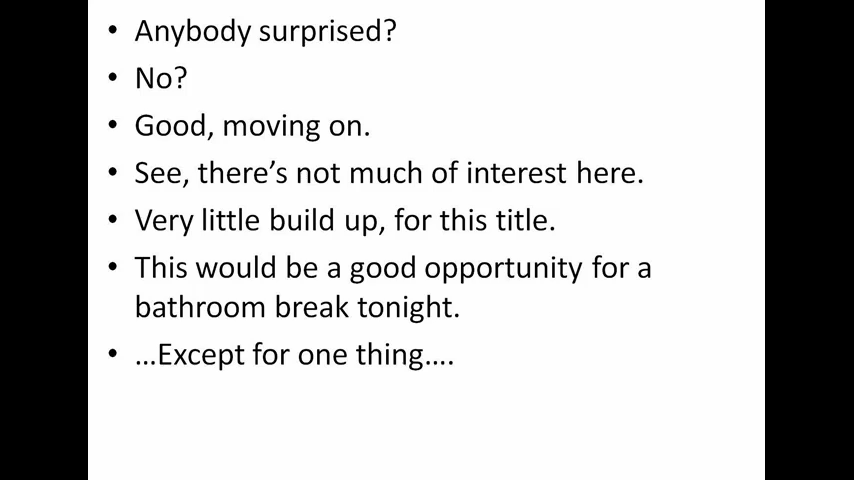 • Anybody surprised?
• No?
• Good, moving on.
• See, there’s not much of interest here.
• Very little build up, for this title.
• This would be a good opportunity for a
bathroom break tonight.
• …Except for one thing….